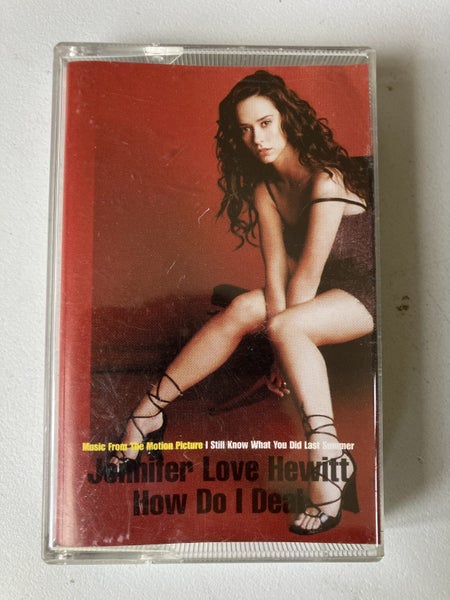 Music From The Motion Picture I Still Know What You Did Last Summer
Jennifer Love Hewitt
How Do I Deal